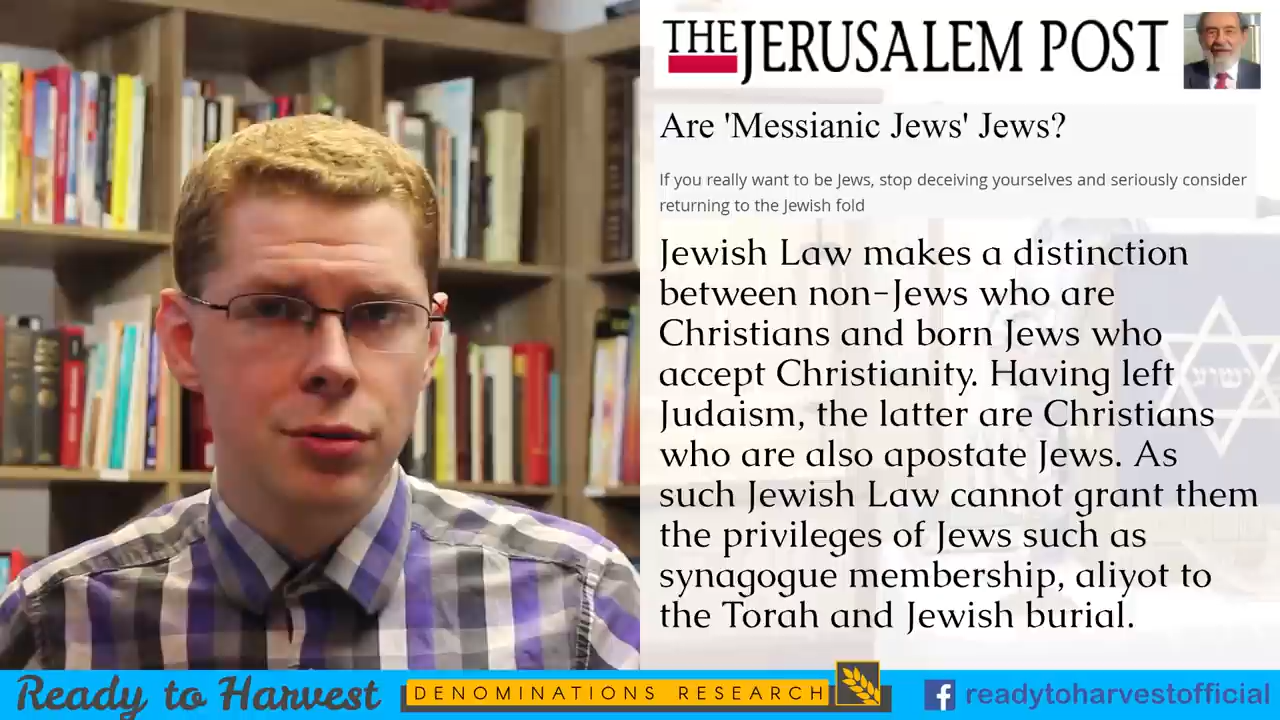 THE JERUSALEM POST
Are 'Messianic Jews' Jews?
If you really want to be Jews, stop deceiving yourselves and seriously consider
returning to the Jewish fold
Jewish Law makes a distinction
between non-Jews who are
Christians and born Jews who
accept Christianity. Having left
Judaism, the latter are Christians
who are also apostate Jews. As
such Jewish Law cannot grant them
the privileges of Jews such as
synagogue membership, aliyot to
the Torah and Jewish burial.
ישוע
Ready to Harvest
DENOMINATIONS RESEARCH
readytoharvestofficial